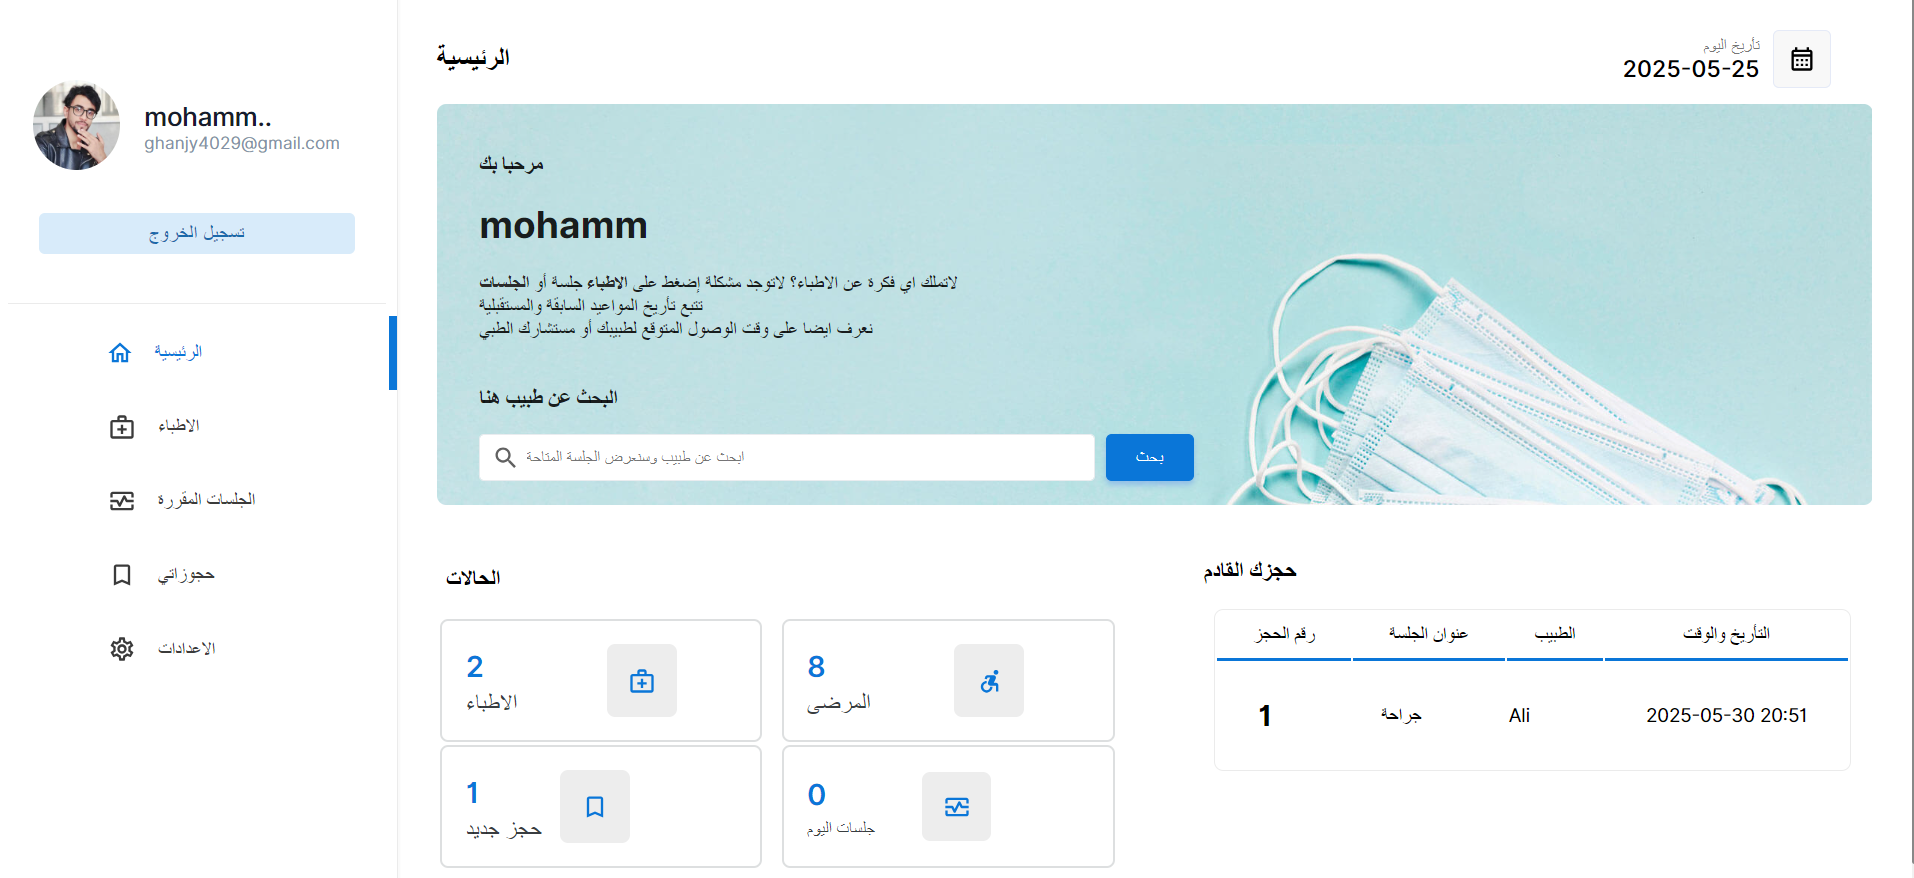 mohamm..
ghanjy4029@gmail.com
تسجيل الخروج
الرئيسية
الاطباء
الجلسات المقررة
حجوزاتي
الاعدادات
الرئيسية
تأريخ اليوم
2025-05-25
مرحبا بك
mohamm
لاتملك اي فكرة عن الاطباء؟ لاتوجد مشكلة إضغط على الاطباء جلسة أو الجلسات
تتبع تأريخ المواعيد السابقة والمستقبلية
نعرف ايضا على وقت الوصول المتوقع لطبيبك أو مستشارك الطبي
البحث عن طبيب هنا
ابحث عن طبيب وسنعرض الجلسة المتاحة
بحث
الحالات
2
الاطباء
8
المرضى
1
حجز جديد
0
جلسات اليوم
حجزك القادم
رقم الحجز عنوان الجلسة الطبيب التأريخ والوقت
1 جراحة Ali 2025-05-30 20:51